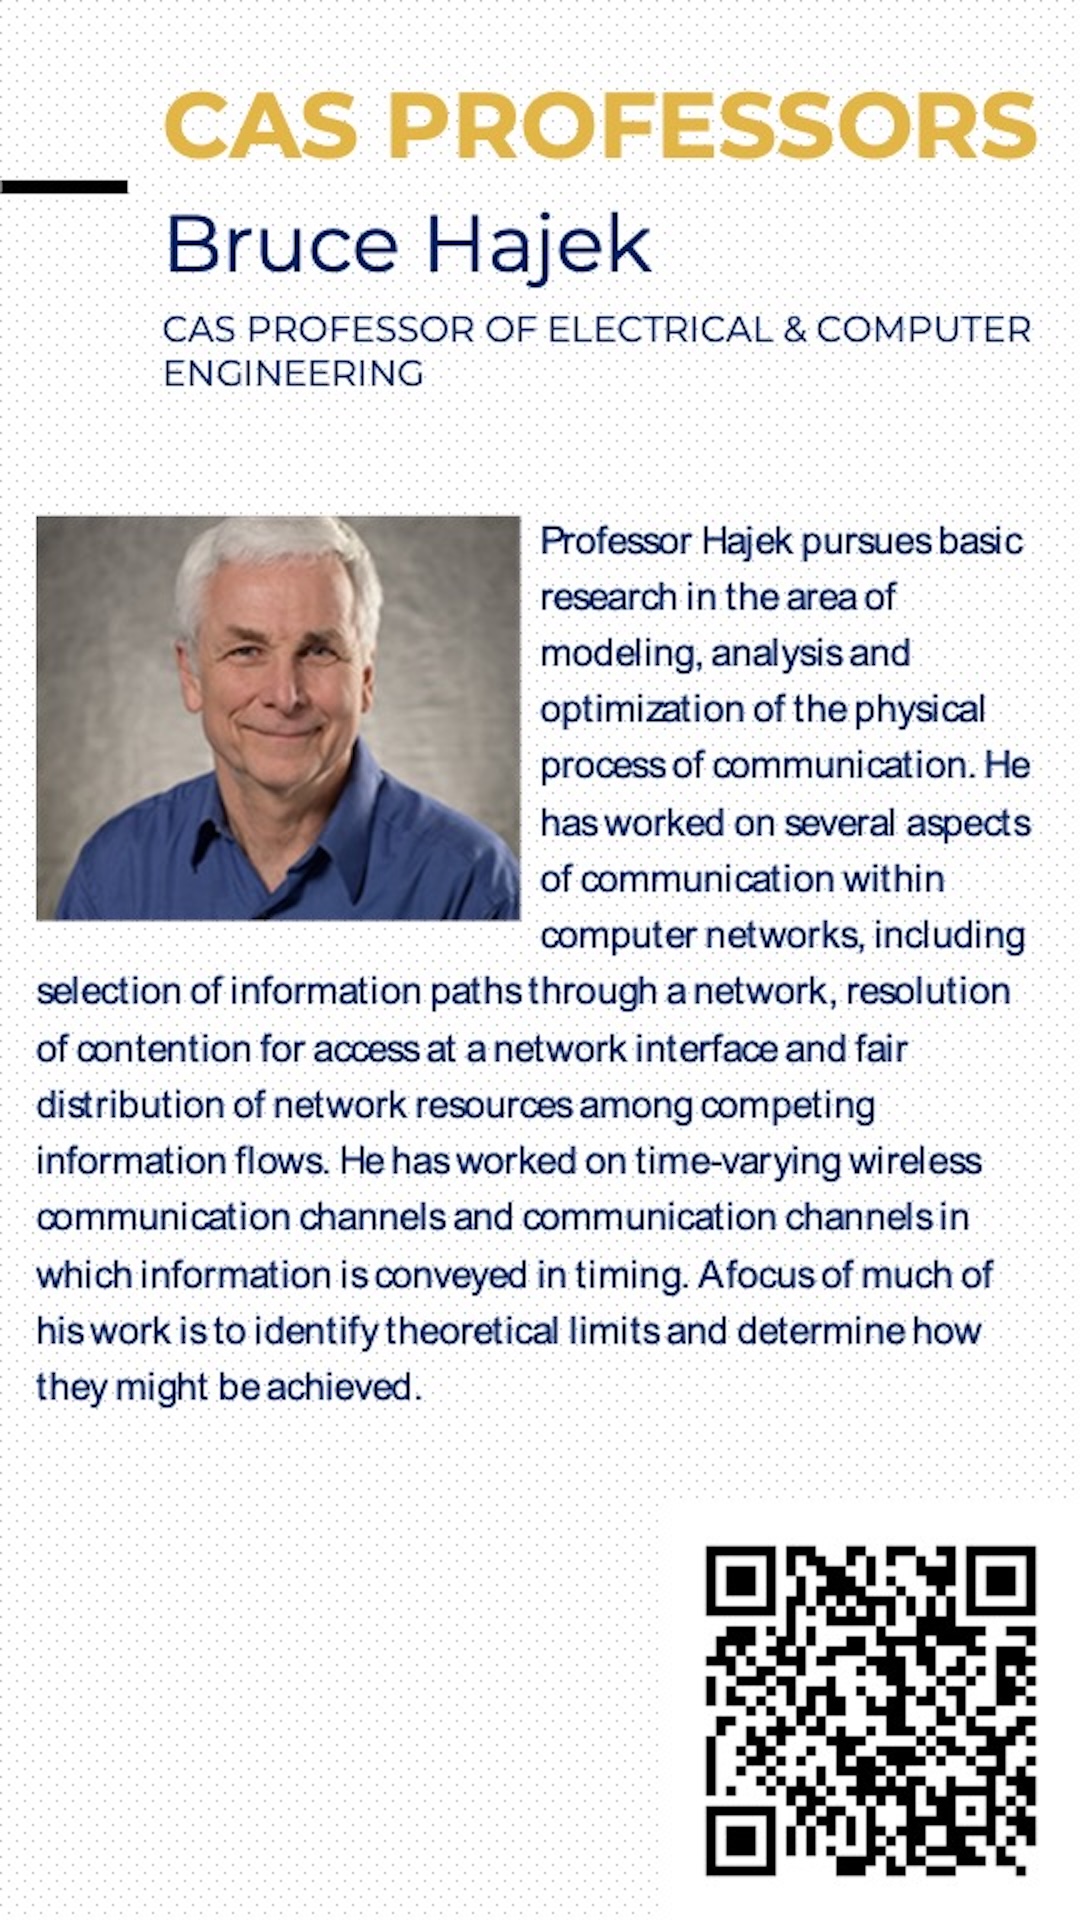 CAS PROFESSORS
Bruce Hajek
CAS PROFESSOR OF ELECTRICAL & COMPUTER
ENGINEERING
Professor Hajek pursues basic
research in the area of
modeling, analysis and
optimization of the physical
process of communication. He
has worked on several aspects
of communication within
computer networks, including
selection of information paths through a network, resolution
of contention for access at a network interface and fair
distribution of network resources among competing
information flows. He has worked on time-varying wireless
communication channels and communication channels in
which information is conveyed in timing. A focus of much of
his work is to identify theoretical limits and determine how
they might be achieved.